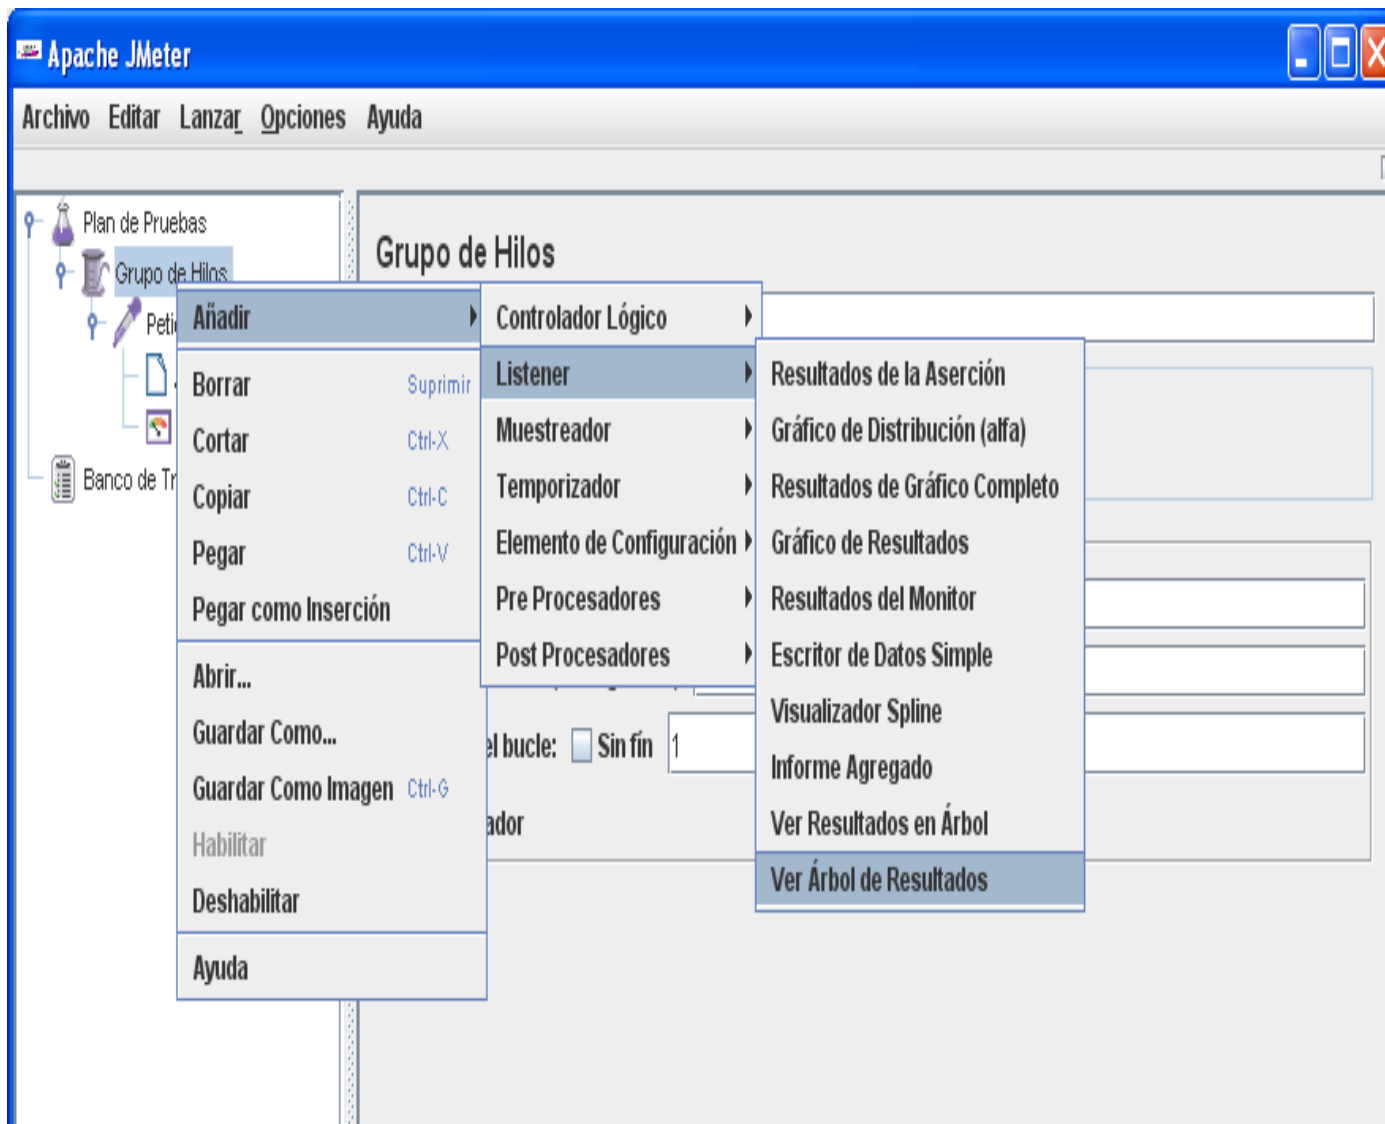 Apache JMeter
Archivo Editar Lanzar Opciones Ayuda
Plan de Pruebas
Grupo de Hilos
Banco de
Grupo de Hilos
Añadir
Borrar Suprimir
Cortar Ctrl-X
Copiar Ctrl-C
Pegar Ctrl-V
Pegar como Inserción
Abrir...
Guardar Como...
Guardar Como Imagen Ctrl-G
Habilitar
Deshabilitar
Ayuda
Controlador Lógico
Listener
Muestreador
Temporizador
Elemento de Configuración
Pre Procesadores
Post Procesadores
Resultados de la Aserción
Gráfico de Distribución (alfa)
Resultados de Gráfico Completo
Gráfico de Resultados
Resultados del Monitor
Escritor de Datos Simple
Visualizador Spline
Informe Agregado
Ver Resultados en Árbol
Ver Árbol de Resultados
el bucle: Sin fín 1